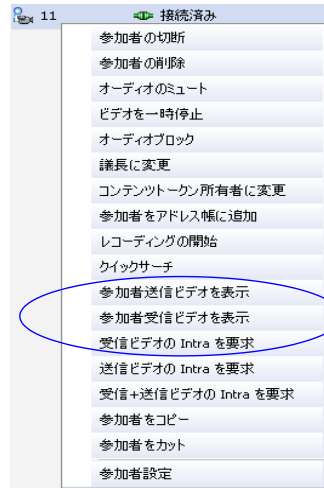 11 接続済み
参加者の切断
参加者の削除
オーディオのミュート
ビデオを一時停止
オーディオブロック
議長に変更
コンテンツトークン所有者に変更
参加者をアドレス帳に追加
レコーディングの開始
クイックサーチ
参加者送信ビデオを表示
参加者受信ビデオを表示
受信ビデオの Intra を要求
送信ビデオの Intra を要求
受信+送信ビデオの Intra を要求
参加者をコピー
参加者をカット
参加者設定